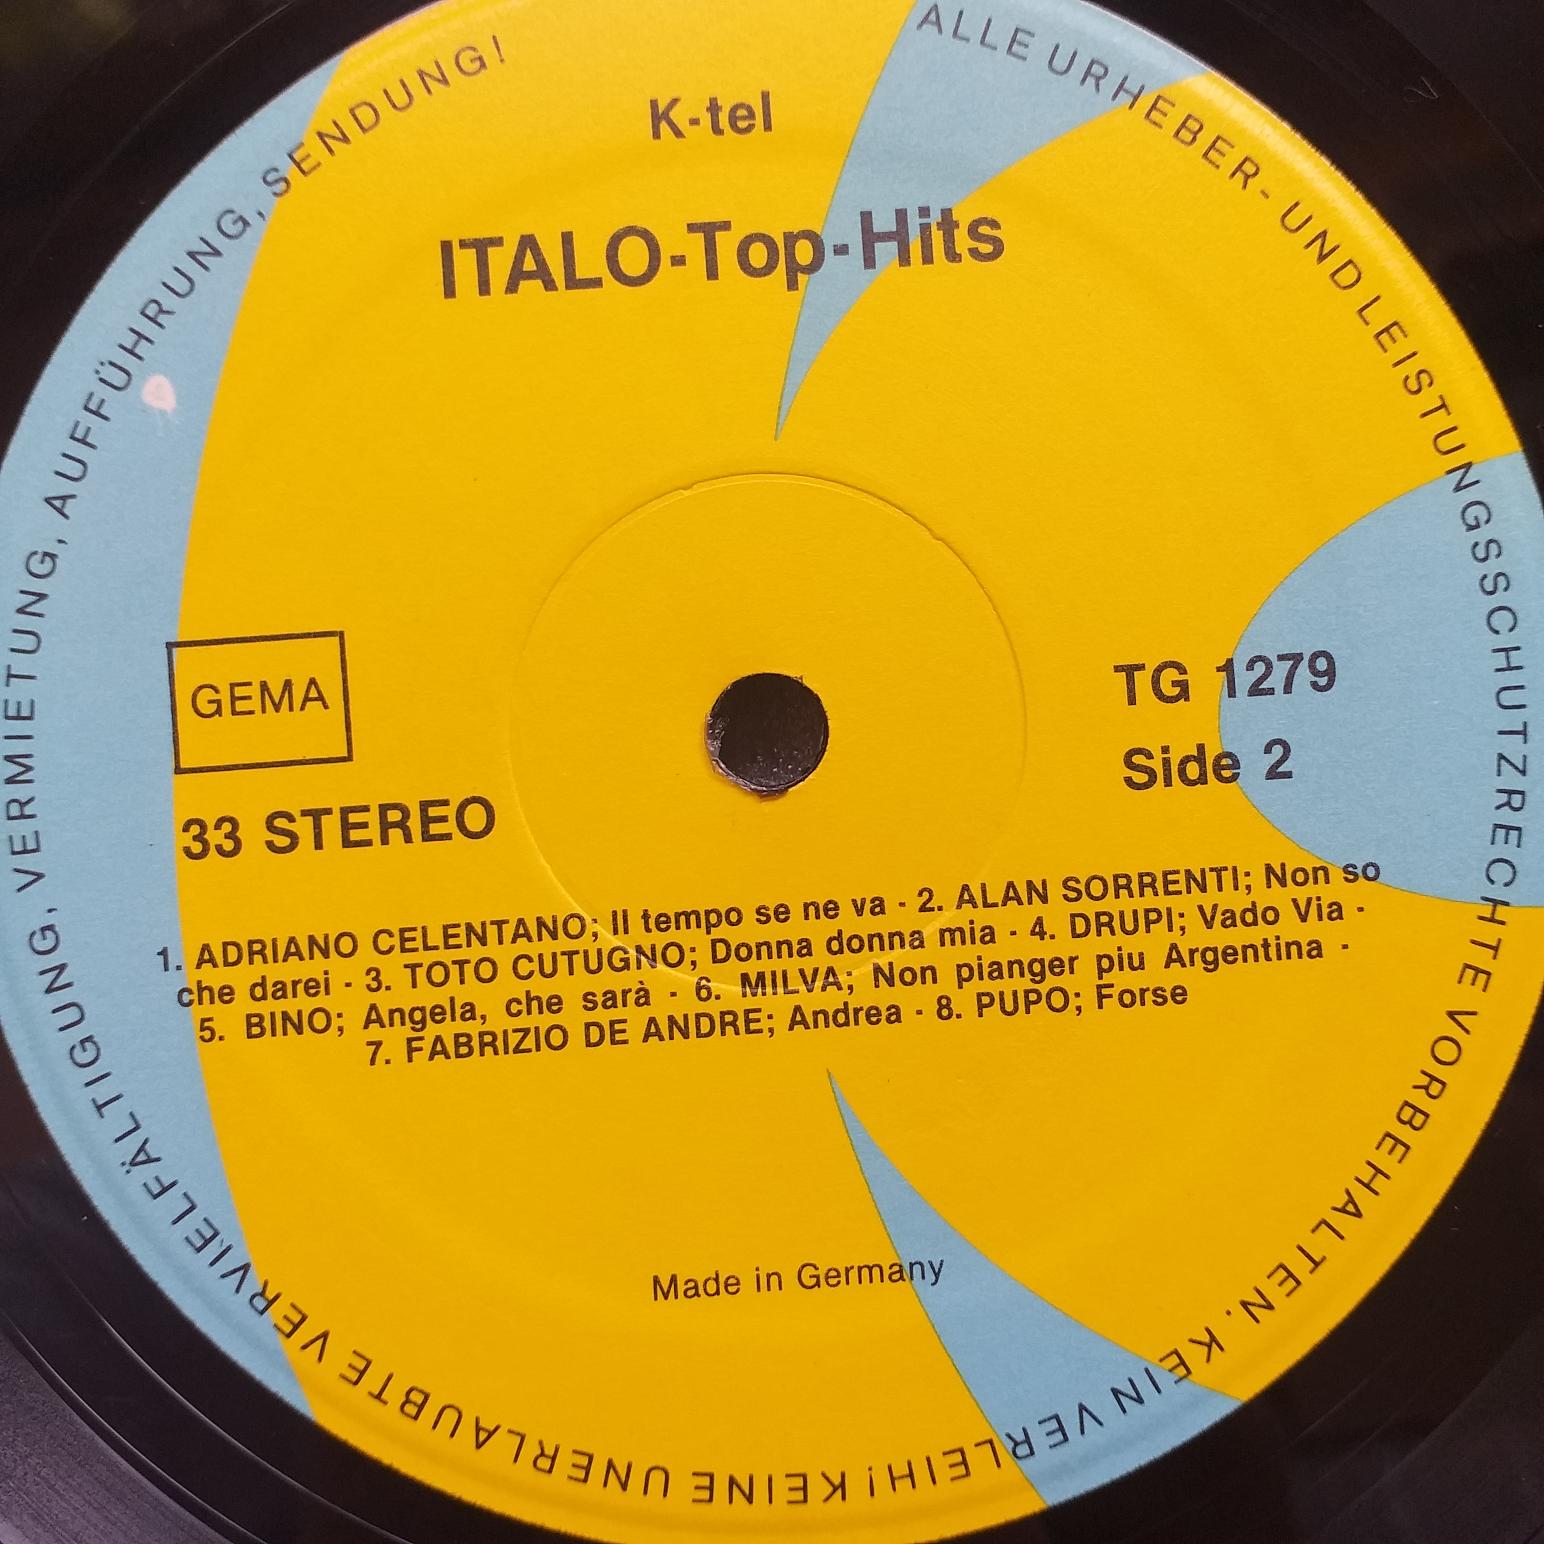 K-tel
ITALO-Top-Hits
GEMA
33 STEREO
TG 1279
Side 2
1. ADRIANO CELENTANO; Il tempo se ne va - 2. ALAN SORRENTI; Non so
che darei - 3. TOTO CUTUGNO; Donna donna mia - 4. DRUPI; Vado Via -
5. BINO; Angela, che sarà - 6. MILVA; Non pianger piu Argentina -
7. FABRIZIO DE ANDRE; Andrea - 8. PUPO; Forse
Made in Germany
ALLE URHEBER- UND LEISTUNGSSCHUTZRECHTE VORBEHALTEN. KEIN VERLEIH! KEINE UNERLAUBTE VERVIELFÄLTIGUNG, VERMIETUNG, AUFFÜHRUNG, SENDUNG!